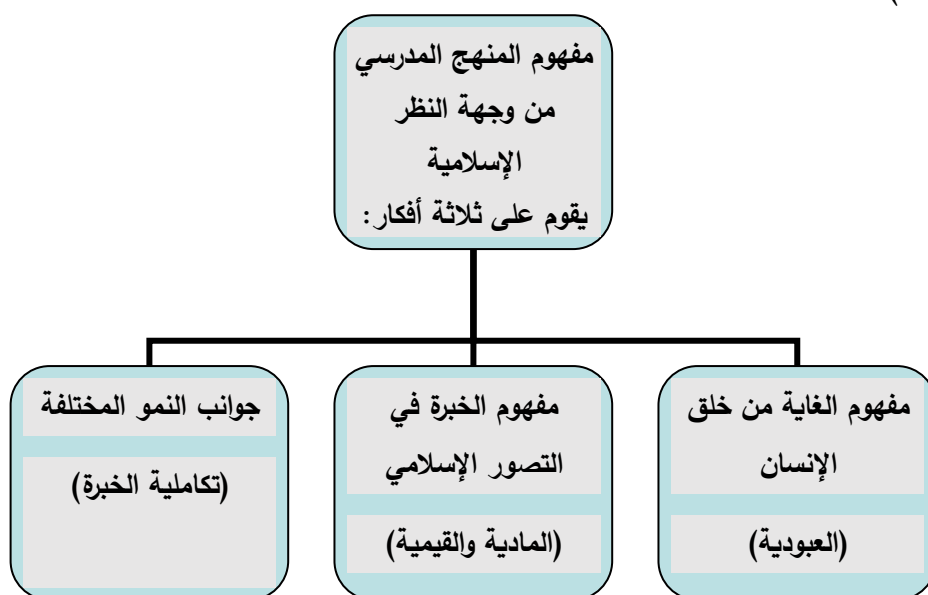 مفهوم المنهج المدرسي
من وجهة النظر
الإسلامية
يقوم على ثلاثة أفكار:
مفهوم الغاية من خلق
الإنسان
(العبودية)
مفهوم الخبرة في
التصور الإسلامي
(المادية والقيمية)
جوانب النمو المختلفة
(تكاملية الخبرة)